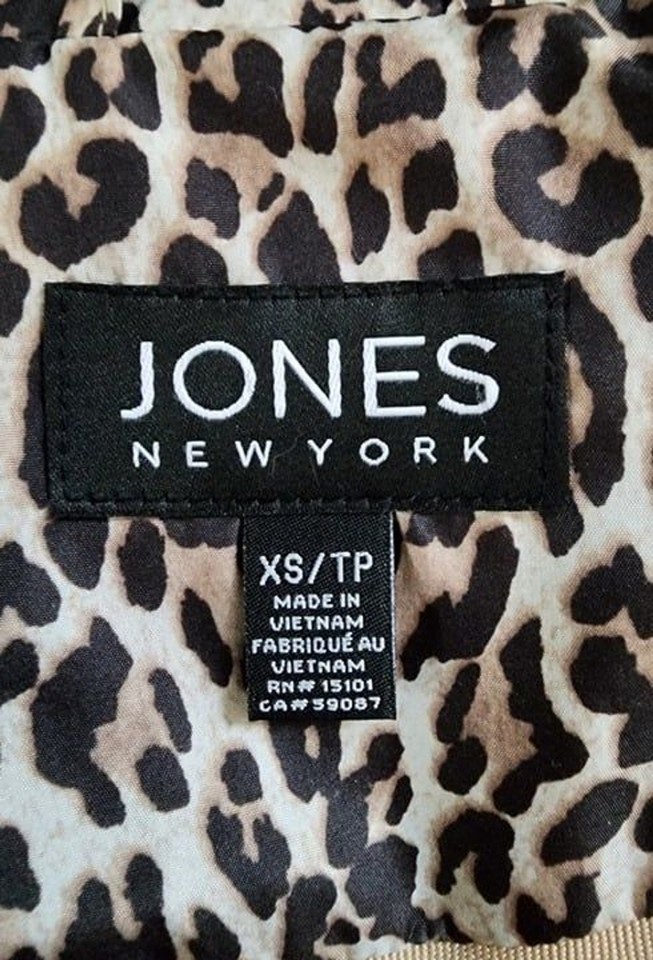 JONES
NEW YORK
XS/TP
MADE IN
VIETNAM
FABRIQUÉ AU
VIETNAM
RN# 15101
CA#59087